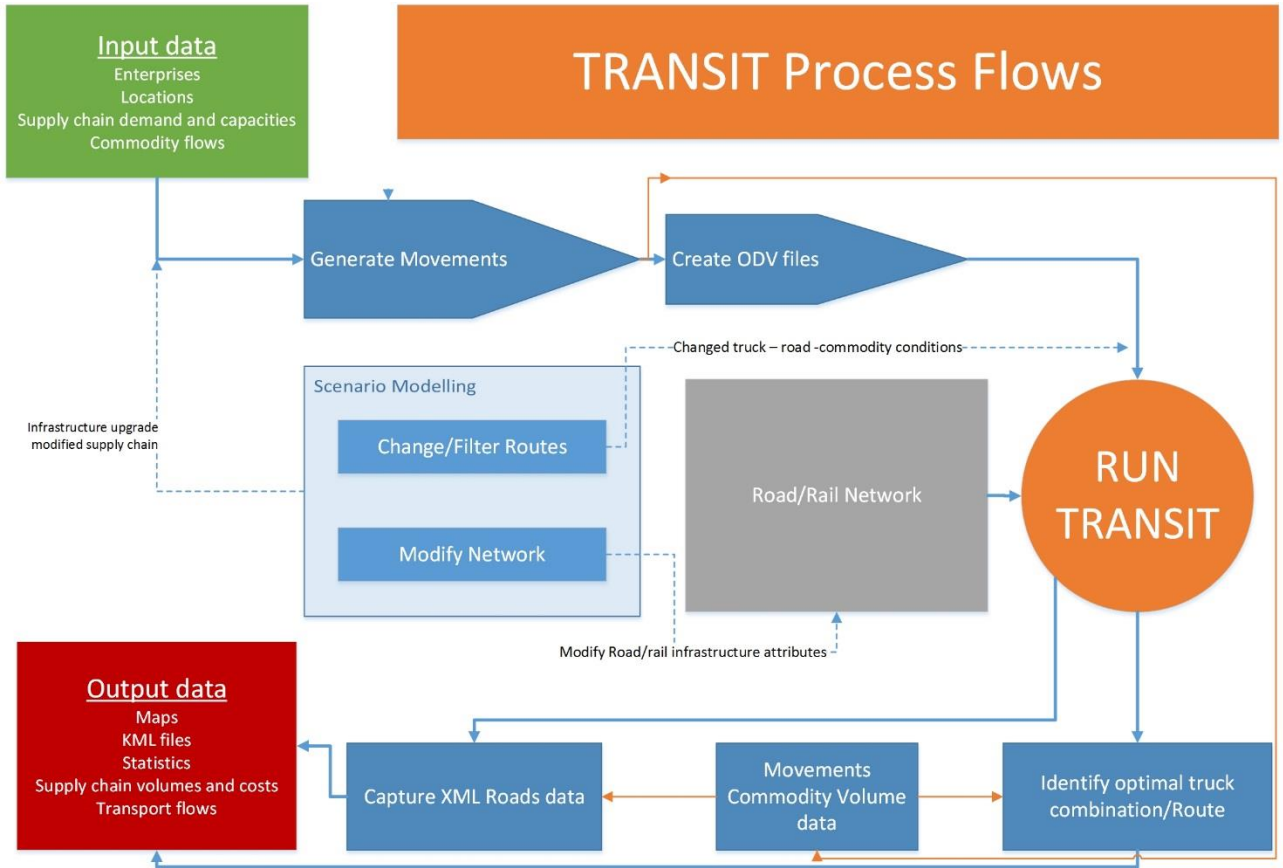 Input data
Enterprises
Locations
Supply chain demand and capacities
Commodity flows
TRANSIT Process Flows
Generate Movements
Create ODV files
Changed truck – road -commodity conditions
Scenario Modelling
Change/Filter Routes
Modify Network
Infrastructure upgrade
modified supply chain
Road/Rail Network
RUN
TRANSIT
Modify Road/rail infrastructure attributes
Output data
Maps
KML files
Statistics
Supply chain volumes and costs
Transport flows
Capture XML Roads data
Movements
Commodity Volume
data
Identify optimal truck
combination/Route